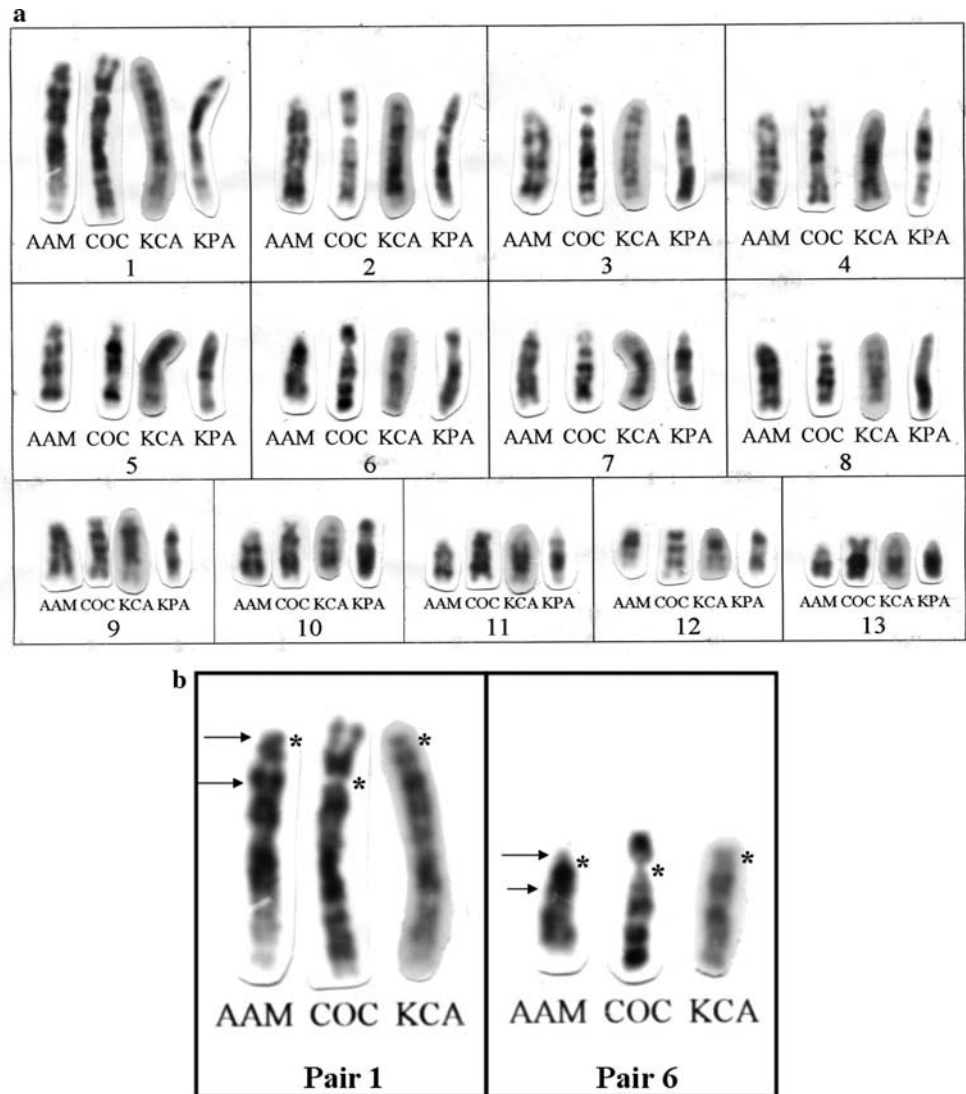 a
AAM COC KCA KPA
1
AAM COC KCA KPA
2
AAM COC KCA KPA
3
AAM COC KCA KPA
4
AAM COC KCA KPA
5
AAM COC KCA KPA
6
AAM COC KCA KPA
7
AAM COC KCA KPA
8
AAM COC KCA KPA
9
AAM COC KCA KPA
10
AAM COC KCA KPA
11
AAM COC KCA KPA
12
AAM COC KCA KPA
13
b
* * *
AAM COC KCA
Pair 1
* * *
AAM COC KCA
Pair 6